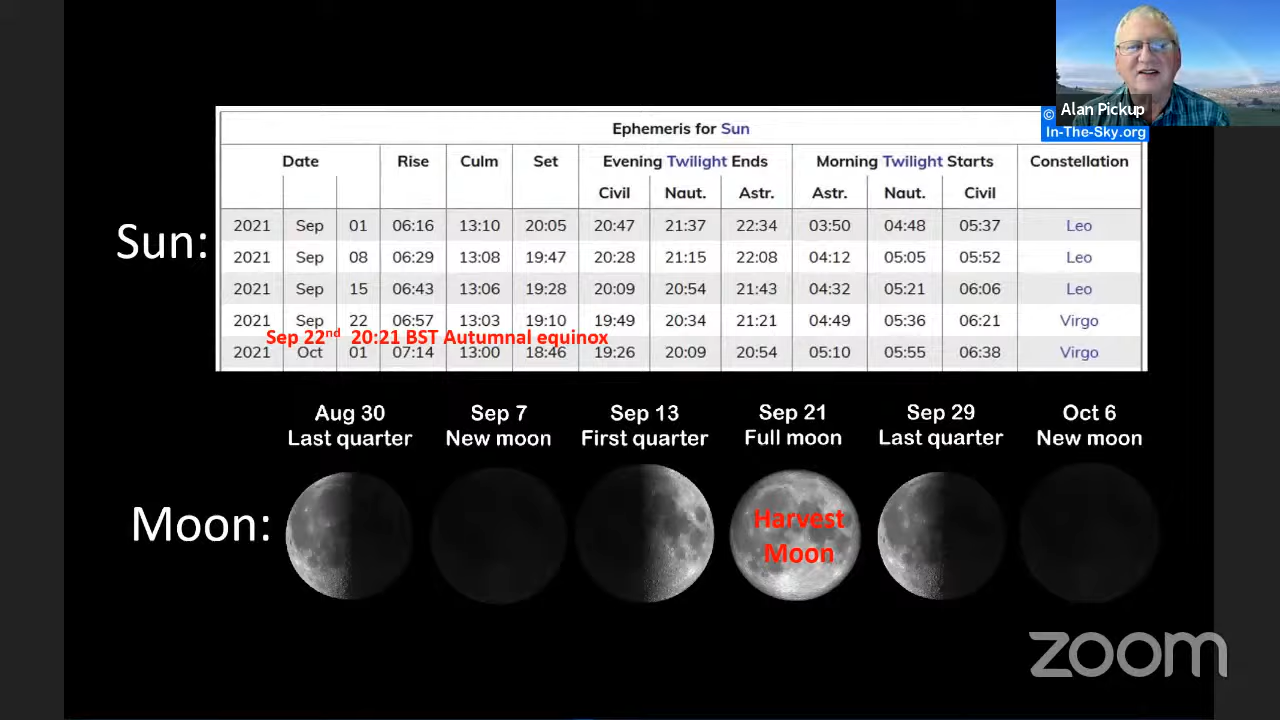 Alan Pickup
© In-The-Sky.org
Ephemeris for Sun
Date Rise Culm Set Evening Twilight Ends Morning Twilight Starts Constellation
Civil Naut. Astr. Astr. Naut. Civil
2021 Sep 01 06:16 13:10 20:05 20:47 21:37 22:34 03:50 04:48 05:37 Leo
Sun:
2021 Sep 08 06:29 13:08 19:47 20:28 21:15 22:08 04:12 05:05 05:52 Leo
2021 Sep 15 06:43 13:06 19:28 20:09 20:54 21:43 04:32 05:21 06:06 Leo
2021 Sep 22 06:57 13:03 19:10 19:49 20:34 21:21 04:49 05:36 06:21 Virgo
Sep 22nd 20:21 BST Autumnal equinox
2021 Oct 01 07:14 13:00 18:46 19:26 20:09 20:54 05:10 05:55 06:38 Virgo
Aug 30 Sep 7 Sep 13 Sep 21 Sep 29 Oct 6
Last quarter New moon First quarter Full moon Last quarter New moon
Moon:
Harvest
Moon
zoom